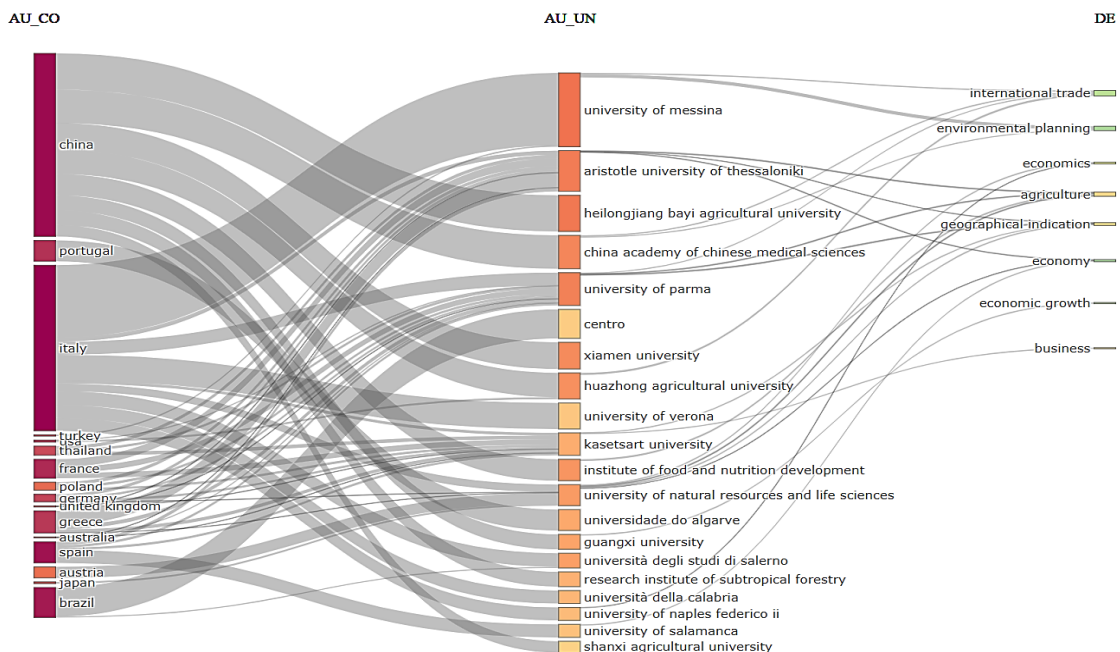 AU_CO
AU_UN
DE
china
portugal
italy
turkey
usa
thailand
france
poland
germany
united kingdom
greece
australia
spain
austria
japan
brazil
university of messina
aristotle university of thessaloniki
heilongjiang bayi agricultural university
china academy of chinese medical sciences
university of parma
centro
xiamen university
huazhong agricultural university
university of verona
kasetsart university
institute of food and nutrition development
university of natural resources and life sciences
universidade do algarve
guangxi university
università degli studi di salerno
research institute of subtropical forestry
università della calabria
university of naples federico ii
university of salamanca
shanxi agricultural university
international trade
environmental planning
economics
agriculture
geographical indication
economy
economic growth
business